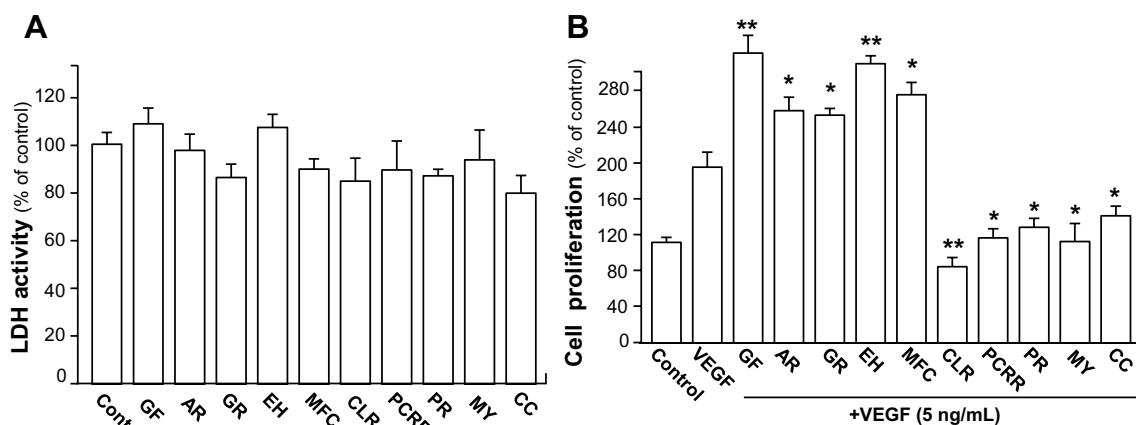 A
LDH activity (% of control)
120
100
80
60
40
20
0
GF
AR
GR
EH
MFC
CLR
PR
MY
CC
B
Cell proliferation (% of control)
280
240
200
160
120
80
40
0
**
*
*
**
*
**
*
*
*
*
Control
VEGF
GF
AR
GR
EH
MFC
CLR
PCRR
PR
MY
CC
+VEGF (5 ng/mL)